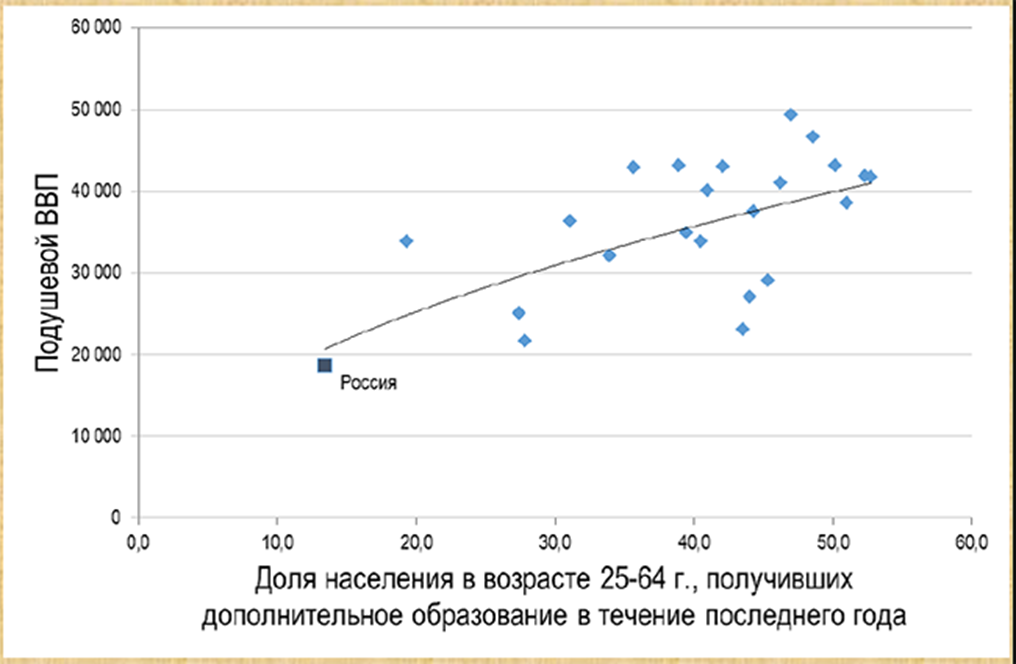 60 000
50 000
40 000
30 000
20 000
10 000
0
Подушевой ВВП
Россия
0,0 10,0 20,0 30,0 40,0 50,0 60,0
Доля населения в возрасте 25-64 г., получивших
дополнительное образование в течение последнего года